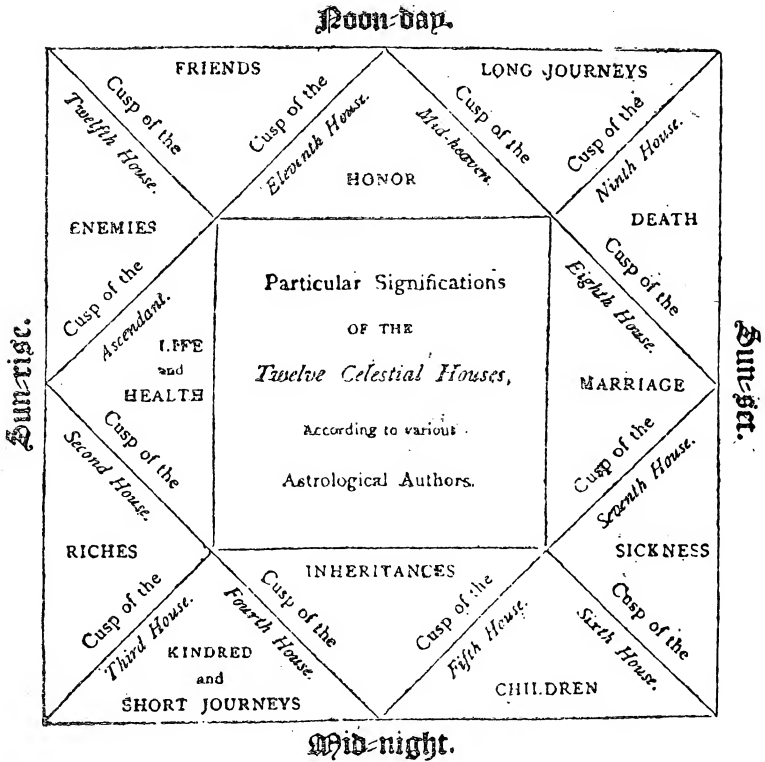 Noon-day.
FRIENDS
LONG JOURNEYS
Cusp of the
Twelfth House.
Cusp of the
Eleventh House.
Cusp of the
Mid-heaven.
Cusp of the
Ninth House.
HONOR
ENEMIES
DEATH
Cusp of the
Ascendant.
Cusp of the
Eighth House.
Particular Significations
OF THE
Twelve Celestial Houses,
According to various
Astrological Authors.
LIFE
and
HEALTH
MARRIAGE
Sun-rise.
Sun-set.
Cusp of the
Second House.
Cusp of the
Seventh House.
RICHES
SICKNESS
INHERITANCES
Cusp of the
Third House.
Cusp of the
Fourth House.
Cusp of the
Fifth House.
Cusp of the
Sixth House.
KINDRED
and
SHORT JOURNEYS
CHILDREN
Mid-night.